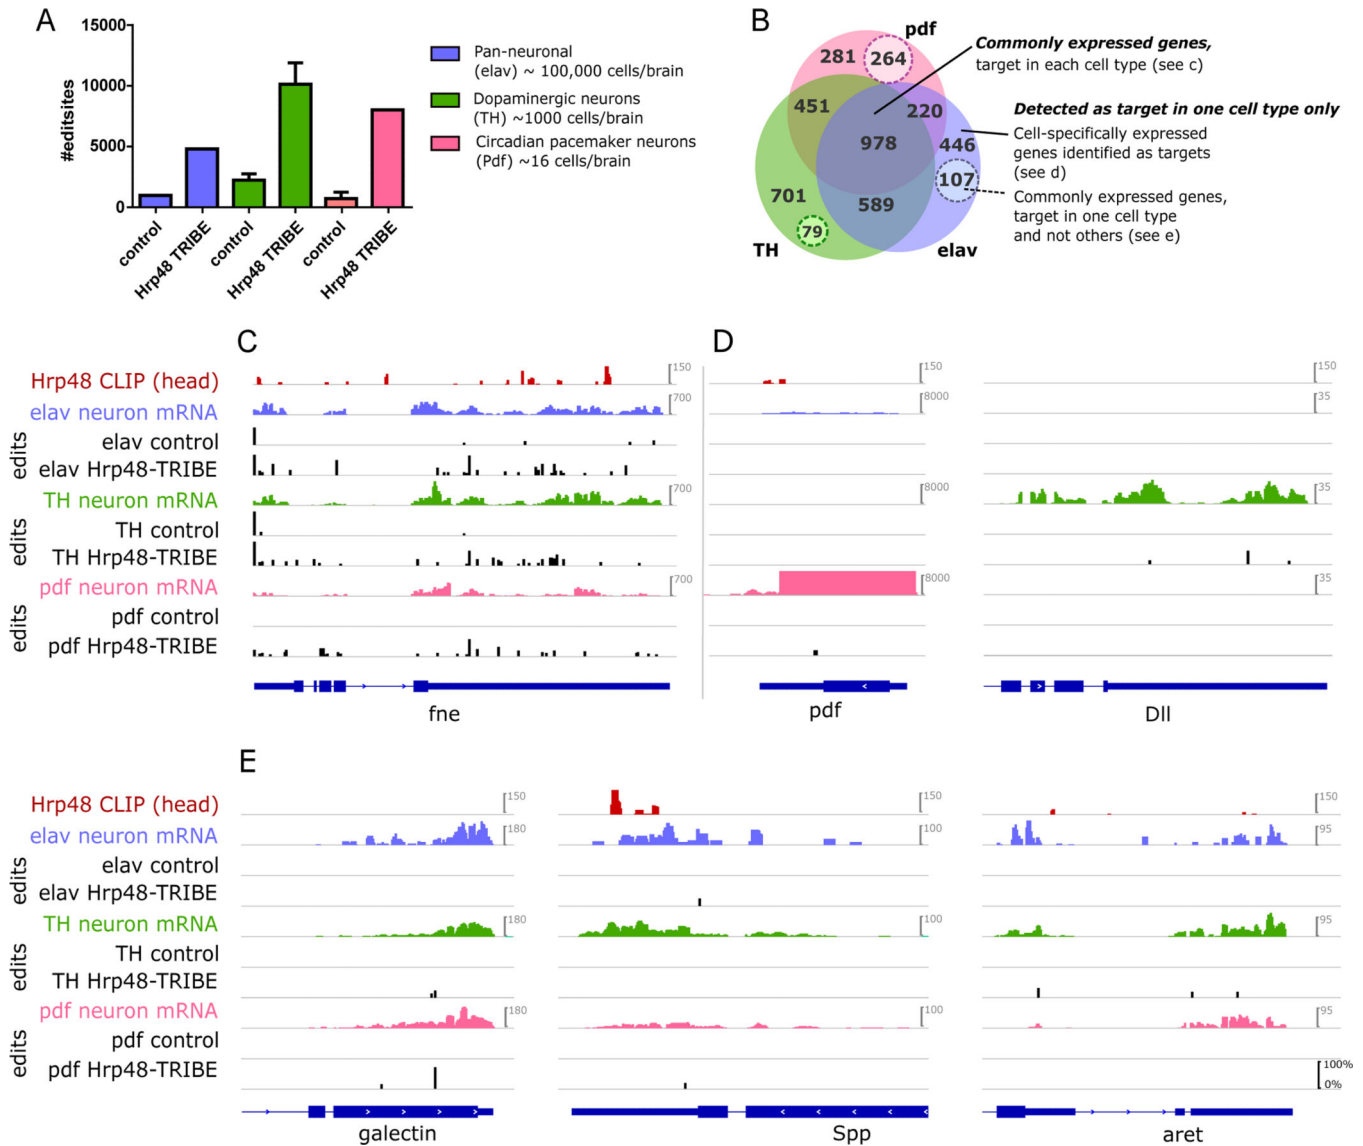 A
15000
10000
5000
0
#editsites
control
Hrp48 TRIBE
control
Hrp48 TRIBE
control
Hrp48 TRIBE
Pan-neuronal
(elav) ~ 100,000 cells/brain
Dopaminergic neurons
(TH) ~1000 cells/brain
Circadian pacemaker neurons
(Pdf) ~16 cells/brain
B
pdf
281
264
451
220
978
446
107
701
589
79
TH
elav
Commonly expressed genes,
target in each cell type (see c)
Detected as target in one cell type only
Cell-specifically expressed
genes identified as targets
(see d)
Commonly expressed genes,
target in one cell type
and not others (see e)
C
D
Hrp48 CLIP (head)
150
150
150
elav neuron mRNA
700
8000
35
edits
elav control
elav Hrp48-TRIBE
TH neuron mRNA
700
8000
35
edits
TH control
TH Hrp48-TRIBE
pdf neuron mRNA
700
8000
35
edits
pdf control
pdf Hrp48-TRIBE
fne
pdf
Dll
E
Hrp48 CLIP (head)
150
150
150
elav neuron mRNA
180
100
95
edits
elav control
elav Hrp48-TRIBE
TH neuron mRNA
180
100
95
edits
TH control
TH Hrp48-TRIBE
pdf neuron mRNA
180
100
95
edits
pdf control
pdf Hrp48-TRIBE
100%
0%
galectin
Spp
aret